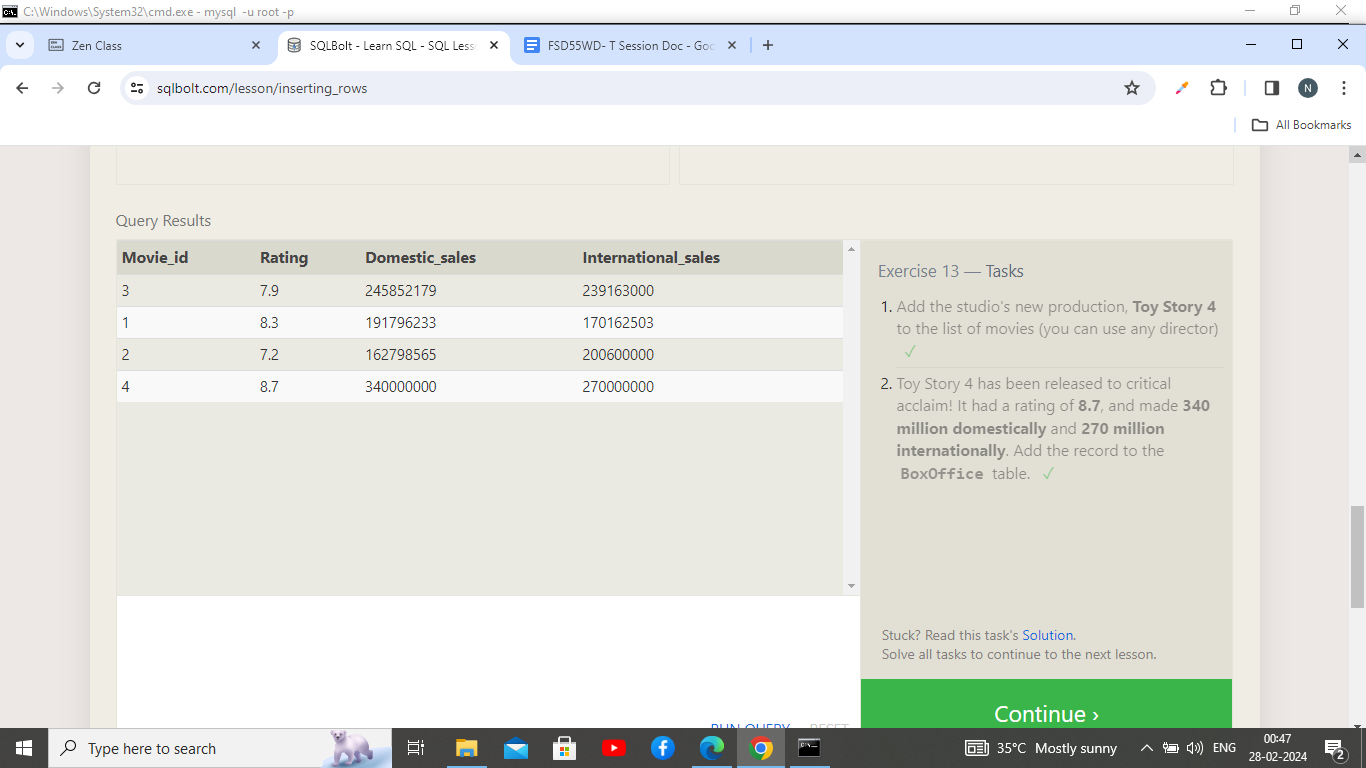 C:\Windows\System32\cmd.exe - mysql -u root -p
Zen Class
SQLBolt - Learn SQL - SQL Less
FSD55WD- T Session Doc - Goo
sqlbolt.com/lesson/inserting_rows
N
All Bookmarks
Query Results
Movie_id Rating Domestic_sales International_sales
3 7.9 245852179 239163000
1 8.3 191796233 170162503
2 7.2 162798565 200600000
4 8.7 340000000 270000000
Exercise 13 — Tasks
1. Add the studio's new production, Toy Story 4
to the list of movies (you can use any director)
✓
2. Toy Story 4 has been released to critical
acclaim! It had a rating of 8.7, and made 340
million domestically and 270 million
internationally. Add the record to the
BoxOffice table. ✓
Stuck? Read this task's Solution.
Solve all tasks to continue to the next lesson.
RUN QUERY RESET
Continue ›
Type here to search
35°C Mostly sunny
ENG
00:47
28-02-2024
2